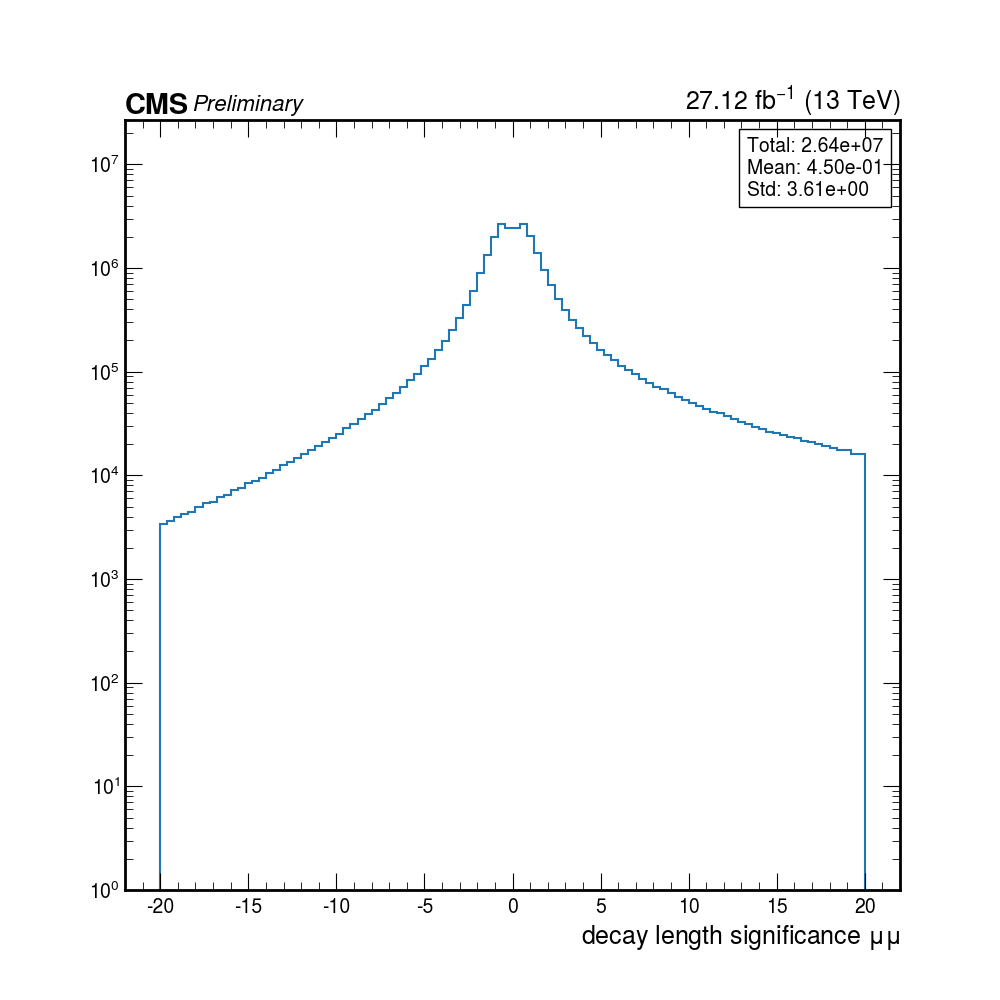 CMS Preliminary 27.12 fb⁻¹ (13 TeV)
Total: 2.64e+07
Mean: 4.50e-01
Std: 3.61e+00
10⁷
10⁶
10⁵
10⁴
10³
10²
10¹
10⁰
-20 -15 -10 -5 0 5 10 15 20
decay length significance µµ